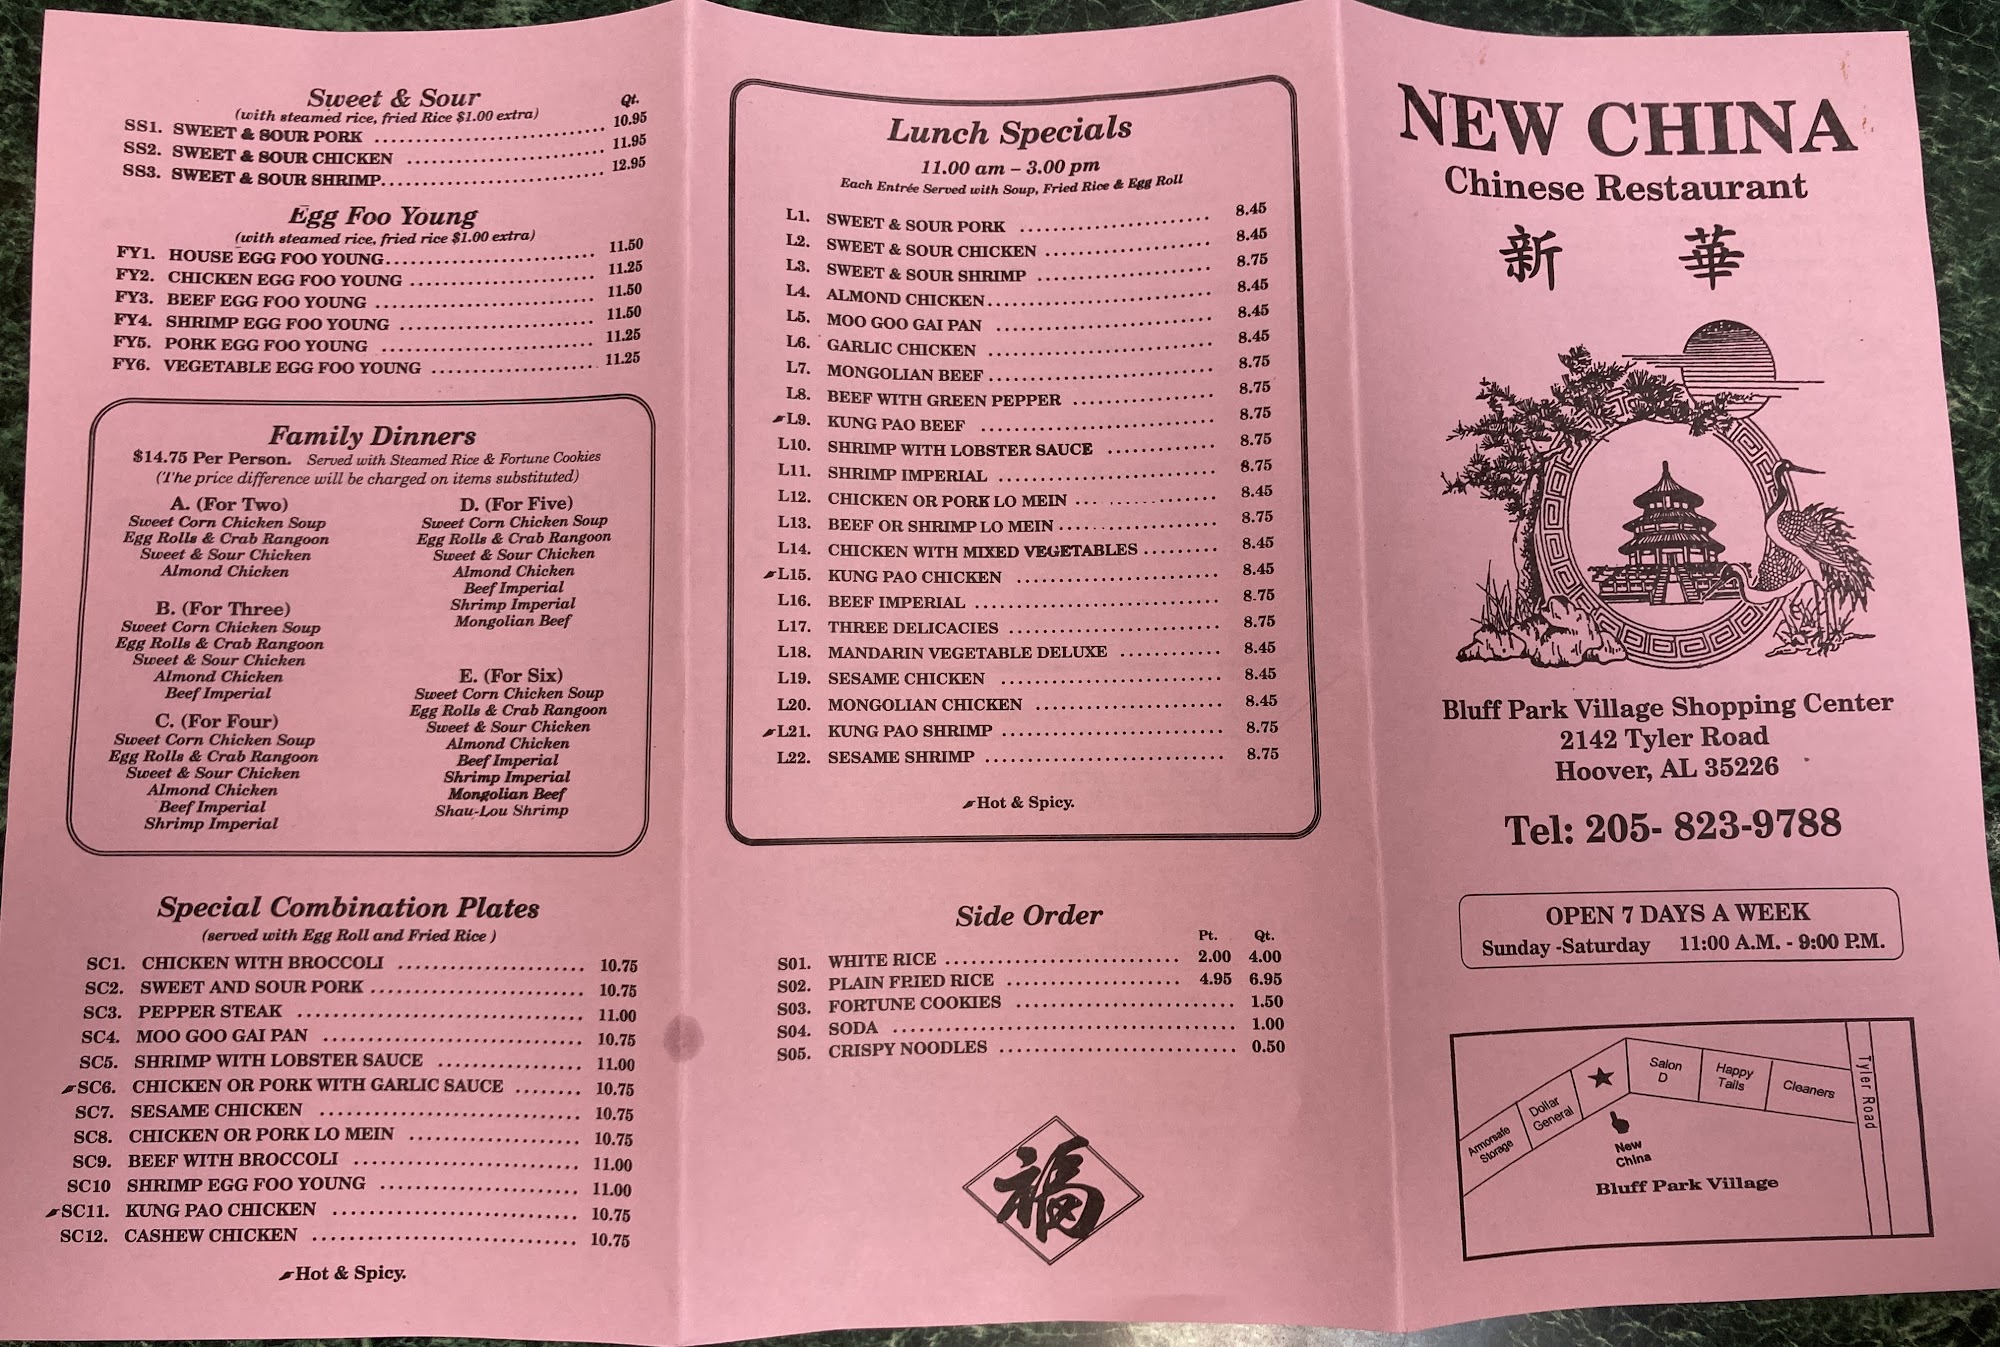 Sweet & Sour
(with steamed rice, fried Rice $1.00 extra) Qt.
SS1. SWEET & SOUR PORK 10.95
SS2. SWEET & SOUR CHICKEN 11.95
SS3. SWEET & SOUR SHRIMP 12.95
Egg Foo Young
(with steamed rice, fried rice $1.00 extra)
FY1. HOUSE EGG FOO YOUNG 11.50
FY2. CHICKEN EGG FOO YOUNG 11.25
FY3. BEEF EGG FOO YOUNG 11.50
FY4. SHRIMP EGG FOO YOUNG 11.50
FY5. PORK EGG FOO YOUNG 11.25
FY6. VEGETABLE EGG FOO YOUNG 11.25
Family Dinners
$14.75 Per Person. Served with Steamed Rice & Fortune Cookies
(The price difference will be charged on items substituted)
A. (For Two)
Sweet Corn Chicken Soup
Egg Rolls & Crab Rangoon
Sweet & Sour Chicken
Almond Chicken
B. (For Three)
Sweet Corn Chicken Soup
Egg Rolls & Crab Rangoon
Sweet & Sour Chicken
Almond Chicken
Beef Imperial
C. (For Four)
Sweet Corn Chicken Soup
Egg Rolls & Crab Rangoon
Sweet & Sour Chicken
Almond Chicken
Beef Imperial
Shrimp Imperial
D. (For Five)
Sweet Corn Chicken Soup
Egg Rolls & Crab Rangoon
Sweet & Sour Chicken
Almond Chicken
Beef Imperial
Shrimp Imperial
Mongolian Beef
E. (For Six)
Sweet Corn Chicken Soup
Egg Rolls & Crab Rangoon
Sweet & Sour Chicken
Almond Chicken
Beef Imperial
Shrimp Imperial
Mongolian Beef
Shau-Lou Shrimp
Special Combination Plates
(served with Egg Roll and Fried Rice )
SC1. CHICKEN WITH BROCCOLI 10.75
SC2. SWEET AND SOUR PORK 10.75
SC3. PEPPER STEAK 11.00
SC4. MOO GOO GAI PAN 10.75
SC5. SHRIMP WITH LOBSTER SAUCE 11.00
SC6. CHICKEN OR PORK WITH GARLIC SAUCE 10.75
SC7. SESAME CHICKEN 10.75
SC8. CHICKEN OR PORK LO MEIN 10.75
SC9. BEEF WITH BROCCOLI 11.00
SC10 SHRIMP EGG FOO YOUNG 11.00
SC11. KUNG PAO CHICKEN 10.75
SC12. CASHEW CHICKEN 10.75
Hot & Spicy.
Lunch Specials
11.00 am – 3.00 pm
Each Entrée Served with Soup, Fried Rice & Egg Roll
L1. SWEET & SOUR PORK 8.45
L2. SWEET & SOUR CHICKEN 8.45
L3. SWEET & SOUR SHRIMP 8.75
L4. ALMOND CHICKEN 8.45
L5. MOO GOO GAI PAN 8.45
L6. GARLIC CHICKEN 8.45
L7. MONGOLIAN BEEF 8.75
L8. BEEF WITH GREEN PEPPER 8.75
L9. KUNG PAO BEEF 8.75
L10. SHRIMP WITH LOBSTER SAUCE 8.75
L11. SHRIMP IMPERIAL 8.75
L12. CHICKEN OR PORK LO MEIN 8.45
L13. BEEF OR SHRIMP LO MEIN 8.75
L14. CHICKEN WITH MIXED VEGETABLES 8.45
L15. KUNG PAO CHICKEN 8.45
L16. BEEF IMPERIAL 8.75
L17. THREE DELICACIES 8.75
L18. MANDARIN VEGETABLE DELUXE 8.45
L19. SESAME CHICKEN 8.45
L20. MONGOLIAN CHICKEN 8.45
L21. KUNG PAO SHRIMP 8.75
L22. SESAME SHRIMP 8.75
Hot & Spicy.
Side Order
Pt. Qt.
S01. WHITE RICE 2.00 4.00
S02. PLAIN FRIED RICE 4.95 6.95
S03. FORTUNE COOKIES 1.50
S04. SODA 1.00
S05. CRISPY NOODLES 0.50
福
NEW CHINA
Chinese Restaurant
新 華
Bluff Park Village Shopping Center
2142 Tyler Road
Hoover, AL 35226
Tel: 205- 823-9788
OPEN 7 DAYS A WEEK
Sunday -Saturday 11:00 A.M. - 9:00 P.M.
Armorsafe Storage
Dollar General
Salon D
Happy Tails
Cleaners
Tyler Road
New China
Bluff Park Village